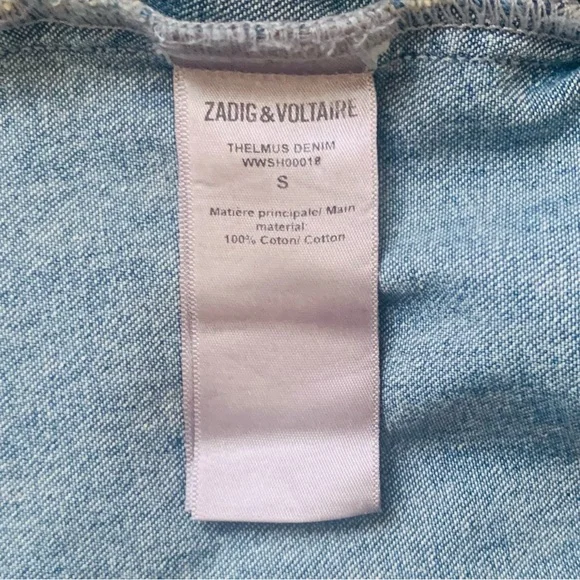 ZADIG & VOLTAIRE
THELMUS DENIM
WWSH00018
S
Matière principale/ Main
material:
100% Coton/ Cotton